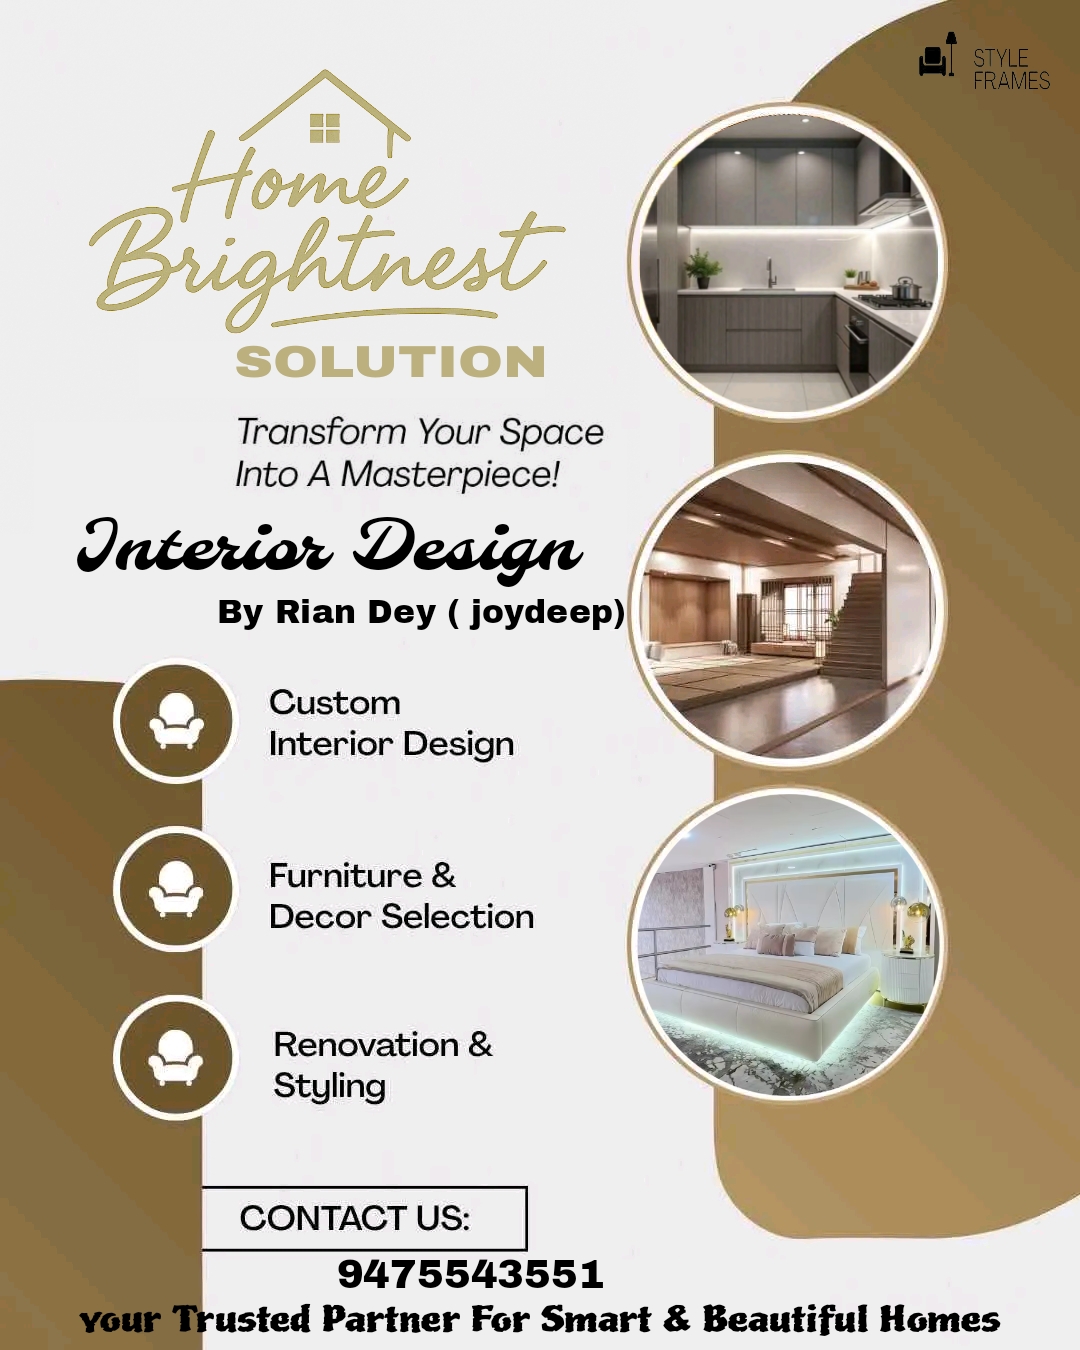 STYLE
FRAMES
Home
Brightnest
SOLUTION
Transform Your Space
Into A Masterpiece!
Interior Design
By Rian Dey ( joydeep)
Custom
Interior Design
Furniture &
Decor Selection
Renovation &
Styling
CONTACT US:
9475543551
your Trusted Partner For Smart & Beautiful Homes